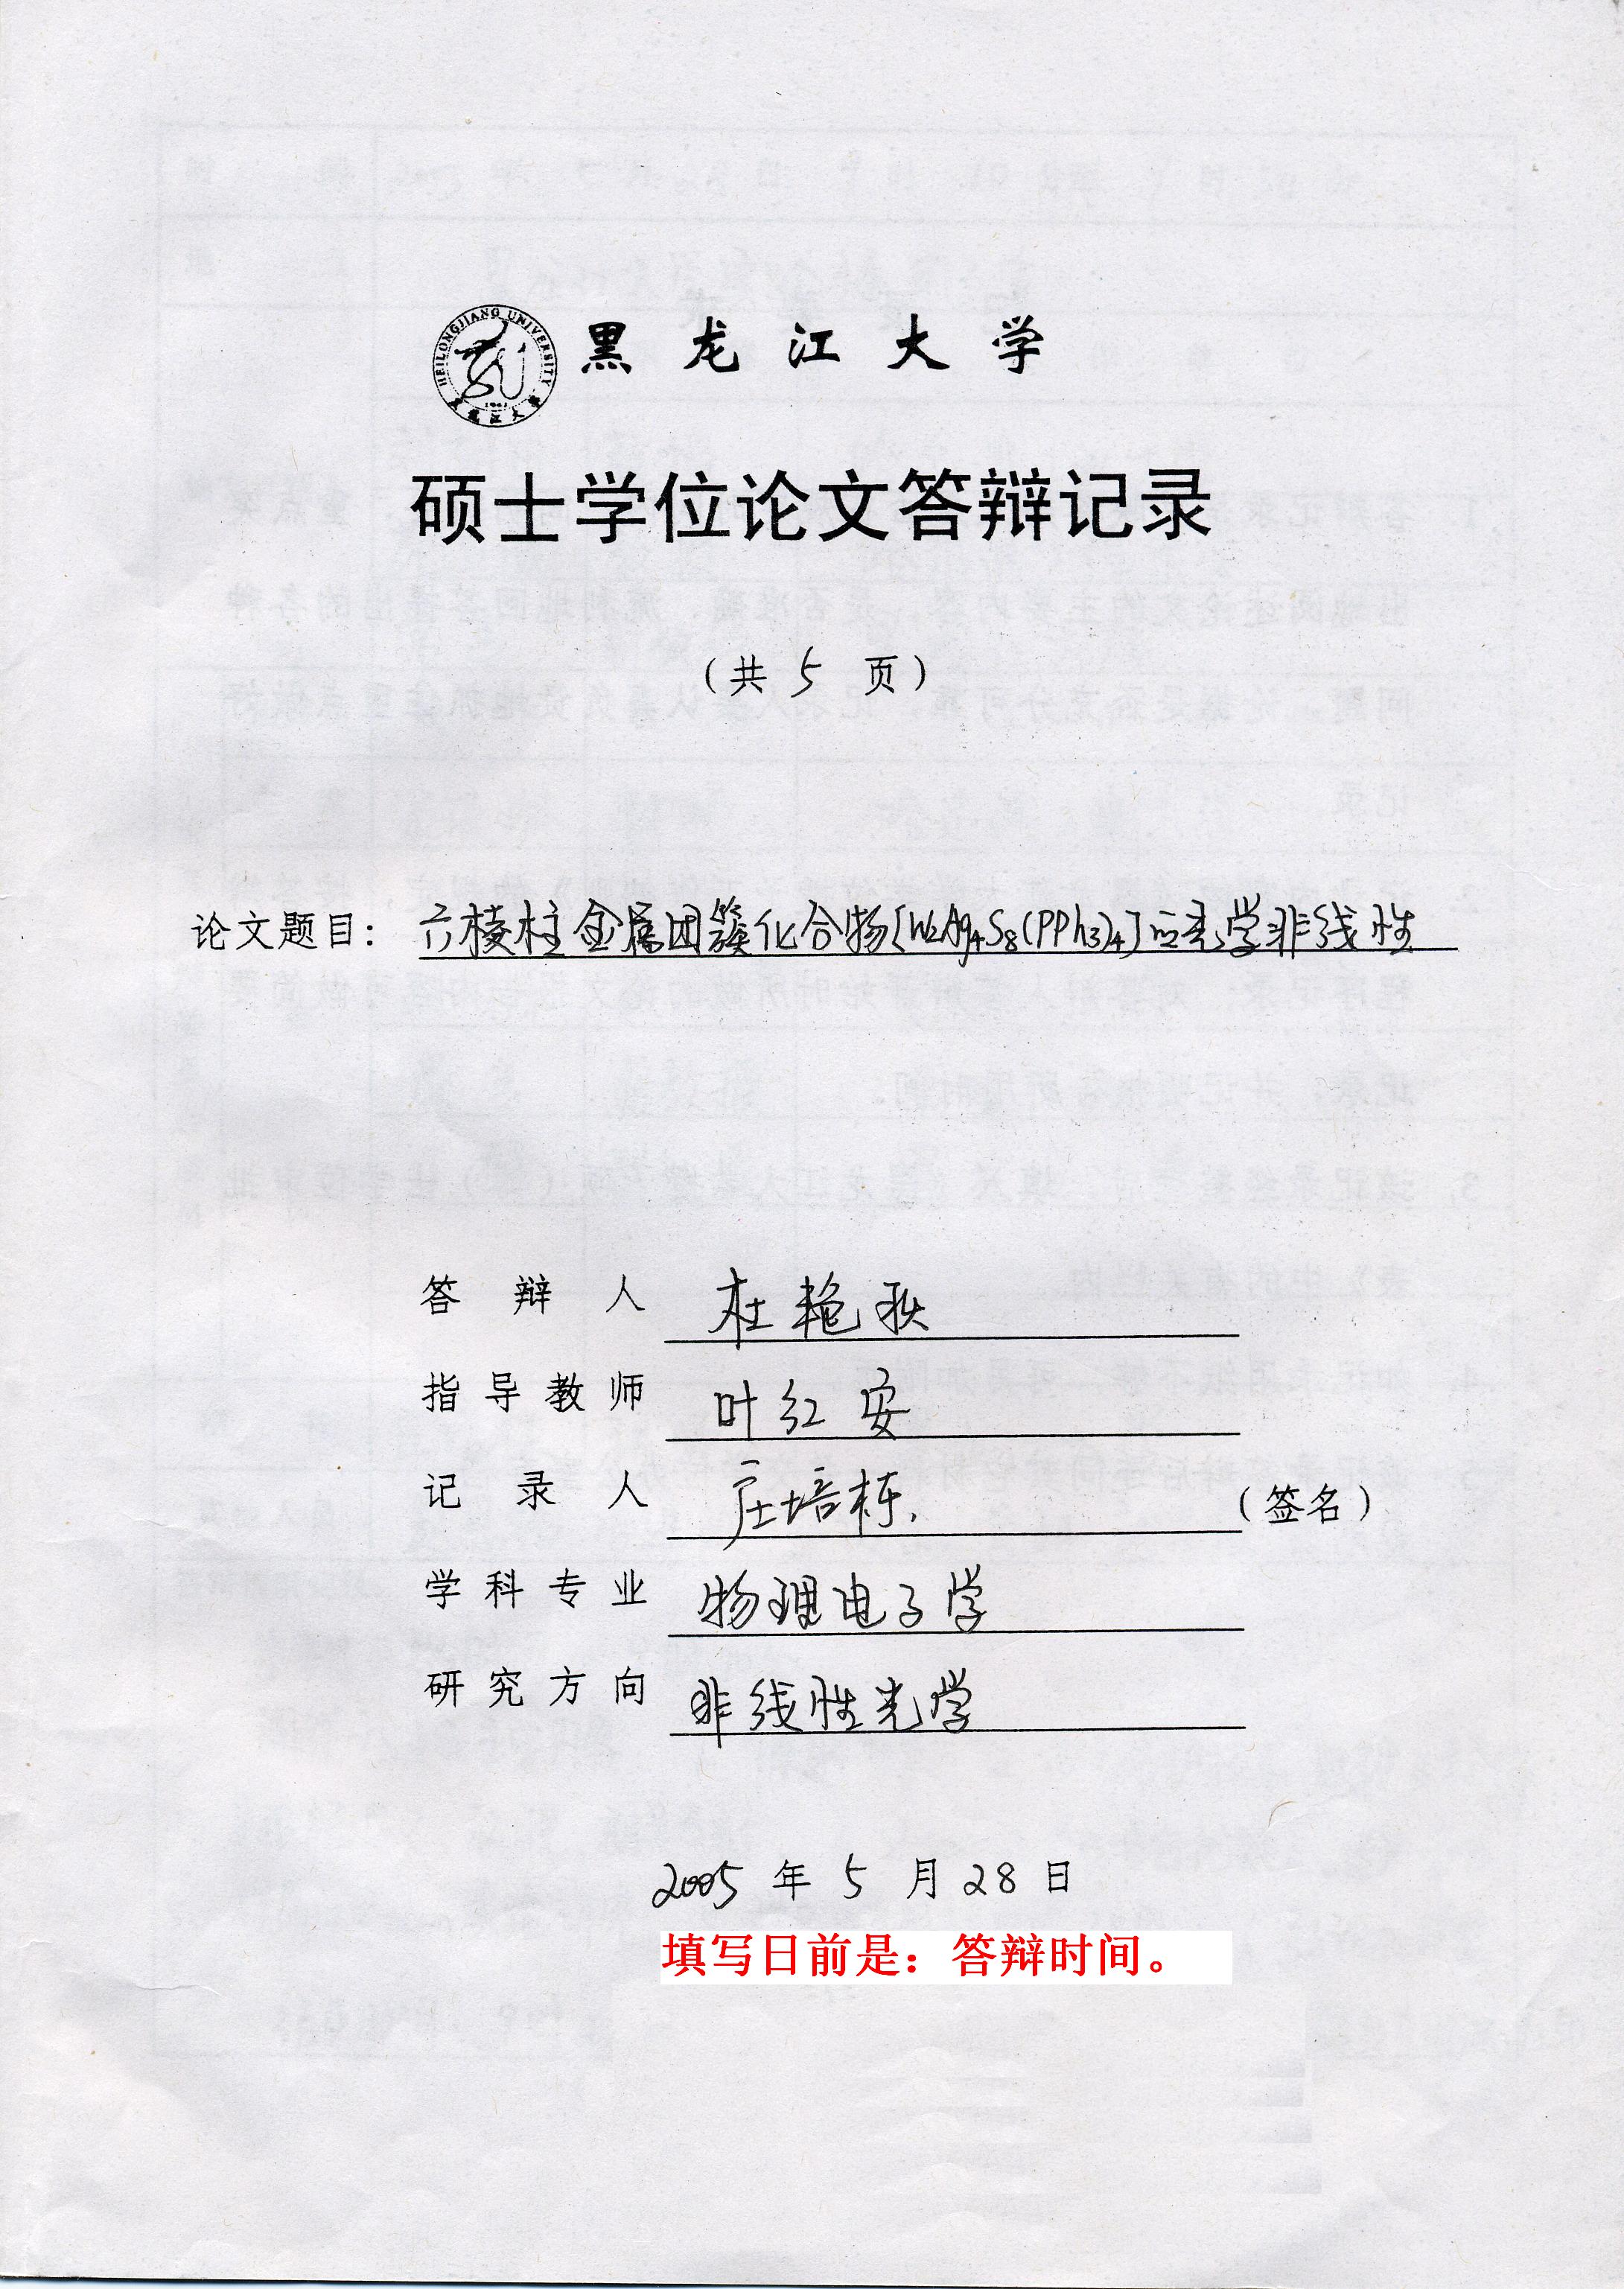 HEILONGJIANG UNIVERSITY
黑龙江大学
硕士学位论文答辩记录
(共 5 页)
论文题目: 六棱柱金属团簇化合物[W2Ag4S8(PPh3)4]的光学非线性
答辩人 杜艳秋
指导教师 叶红安
记录人 庄培栋. (签名)
学科专业 物理电子学
研究方向 非线性光学
2005 年 5 月 28 日
填写日前是：答辩时间。